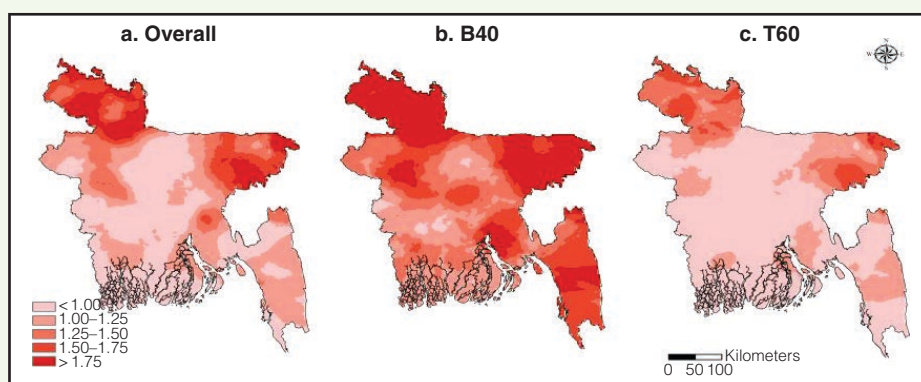 a. Overall
b. B40
c. T60
N
W E
S
< 1.00
1.00–1.25
1.25–1.50
1.50–1.75
> 1.75
Kilometers
0 50 100